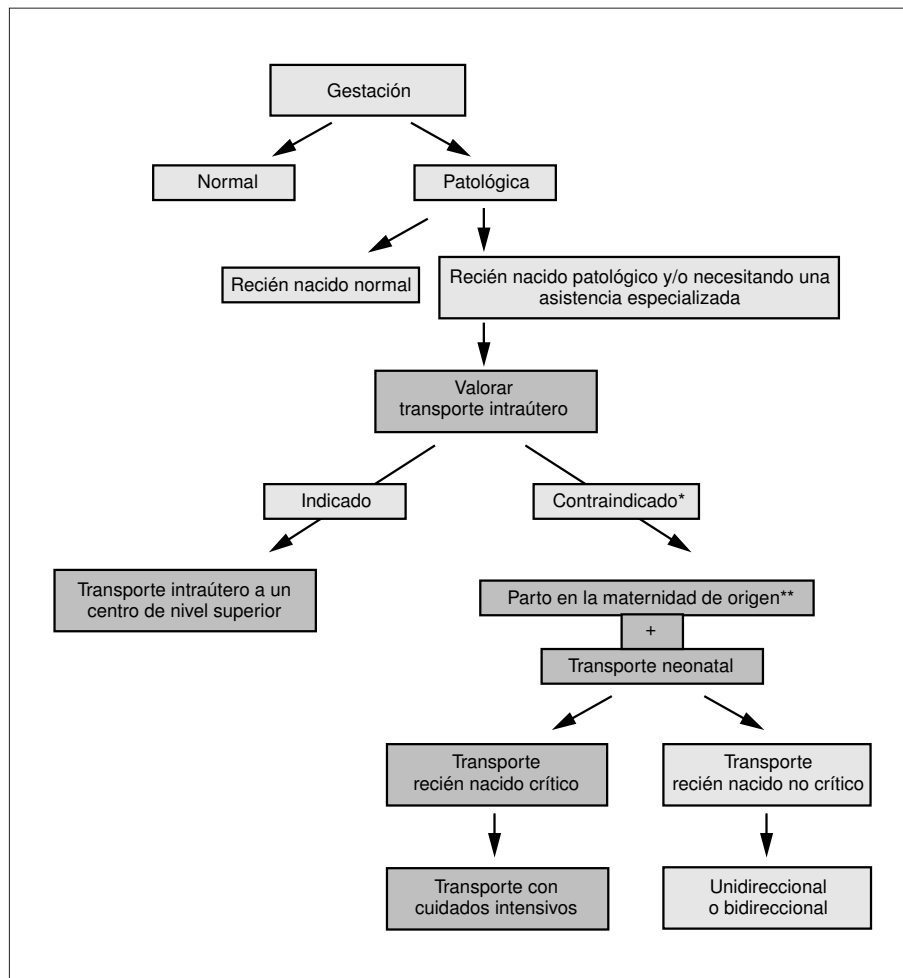 Gestación
Normal
Patológica
Recién nacido normal
Recién nacido patológico y/o necesitando una
asistencia especializada
Valorar
transporte intraútero
Indicado
Contraindicado*
Transporte intraútero a un
centro de nivel superior
Parto en la maternidad de origen**
+
Transporte neonatal
Transporte
recién nacido crítico
Transporte
recién nacido no crítico
Transporte con
cuidados intensivos
Unidireccional
o bidireccional